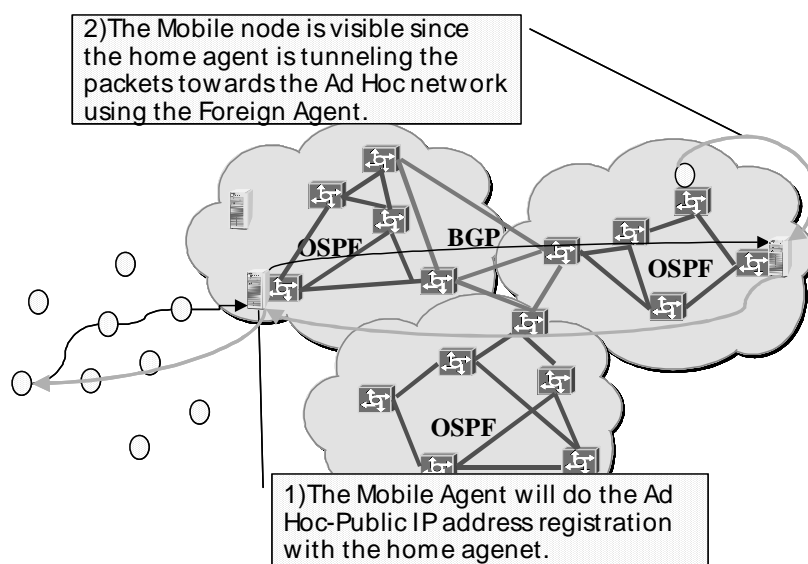 2)The Mobile node is visible since
the home agent is tunneling the
packets towards the Ad Hoc network
using the Foreign Agent.
OSPF
BGP
OSPF
OSPF
1)The Mobile Agent will do the Ad
Hoc-Public IP address registration
with the home agenet.